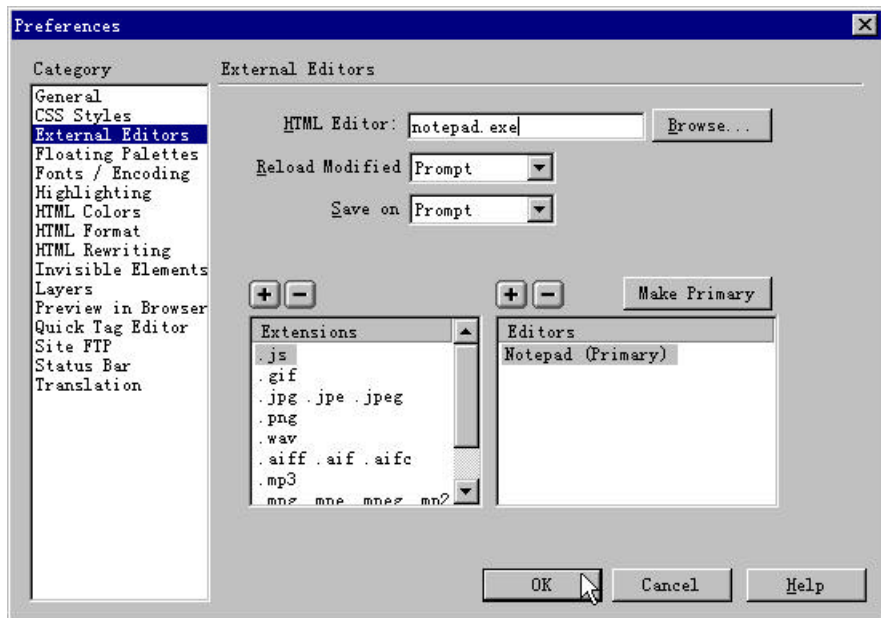 Preferences
Category
General
CSS Styles
External Editors
Floating Palettes
Fonts / Encoding
Highlighting
HTML Colors
HTML Format
HTML Rewriting
Invisible Elements
Layers
Preview in Browser
Quick Tag Editor
Site FTP
Status Bar
Translation
External Editors
HTML Editor: notepad.exe Browse...
Reload Modified Prompt
Save on Prompt
Make Primary
Extensions
.js
.gif
.jpg .jpe .jpeg
.png
.wav
.aiff .aif .aifc
.mp3
Editors
Notepad (Primary)
OK Cancel Help